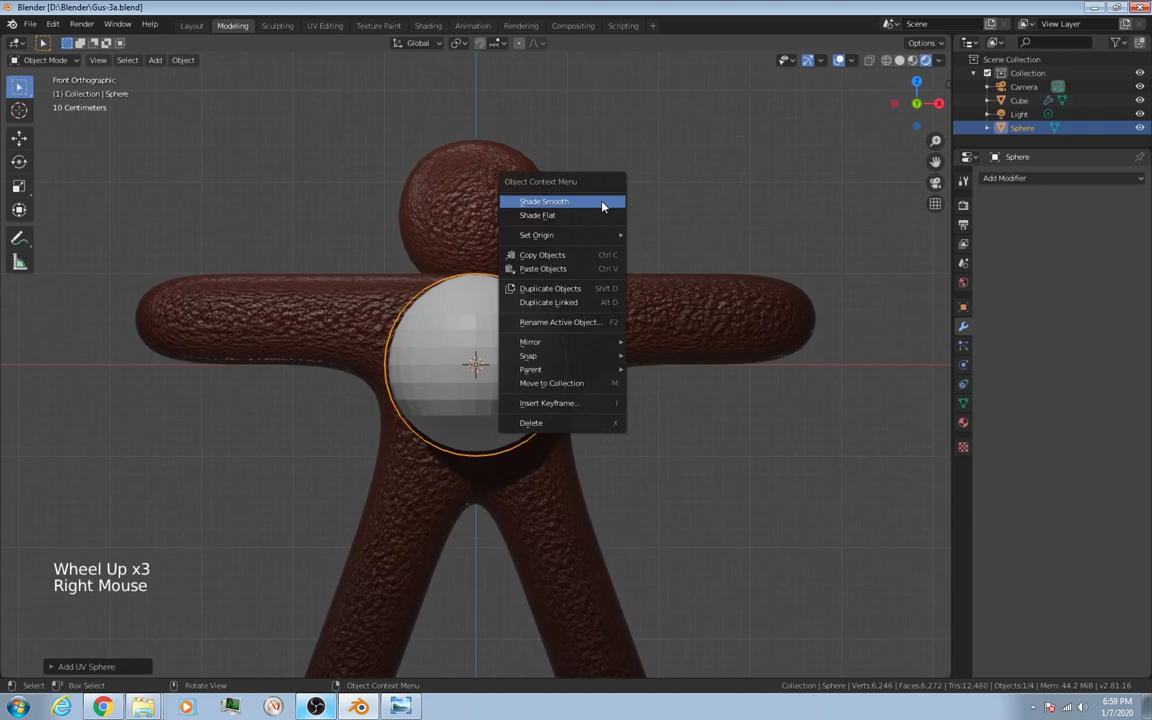 Blender [D:\Blender\Gus-3a.blend]
File Edit Render Window Help
Layout Modeling Sculpting UV Editing Texture Paint Shading Animation Rendering Compositing Scripting +
Scene View Layer
Global Options
Object Mode View Select Add Object
Front Orthographic
(1) Collection | Sphere
10 Centimeters
Z
Y
X
Scene Collection
Collection
Camera
Cube
Light
Sphere
Sphere
Add Modifier
Object Context Menu
Shade Smooth
Shade Flat
Set Origin
Copy Objects Ctrl C
Paste Objects Ctrl V
Duplicate Objects Shift D
Duplicate Linked Alt D
Rename Active Object... F2
Mirror
Snap
Parent
Move to Collection M
Insert Keyframe... I
Delete X
Wheel Up x3
Right Mouse
Add UV Sphere
Select Box Select Rotate View Object Context Menu
Collection | Sphere | Verts:6,246 | Faces:6,272 | Tris:12,480 | Objects:1/4 | Mem: 44.2 MiB | v2.81.16
6:59 PM
1/7/2020